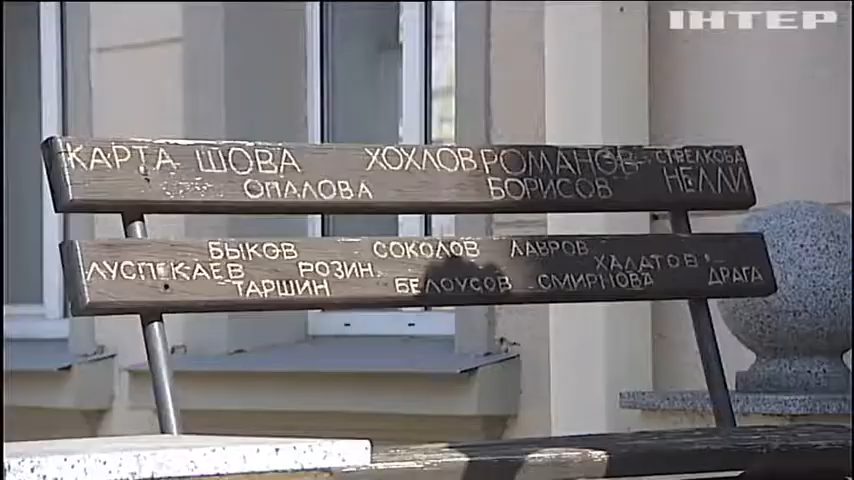 ІНТЕР
КАРТАШОВА ХОХЛОВ РОМАНОВ СТРЕЛКОВА
ОПАЛОВА БОРИСОВ НЕЛЛИ
БЫКОВ СОКОЛОВ ЛАВРОВ
ЛУСПЕКАЕВ РОЗИН ХАЛАТОВ ДРАГА
ТАРШИН БЕЛОУСОВ СМИРНОВА